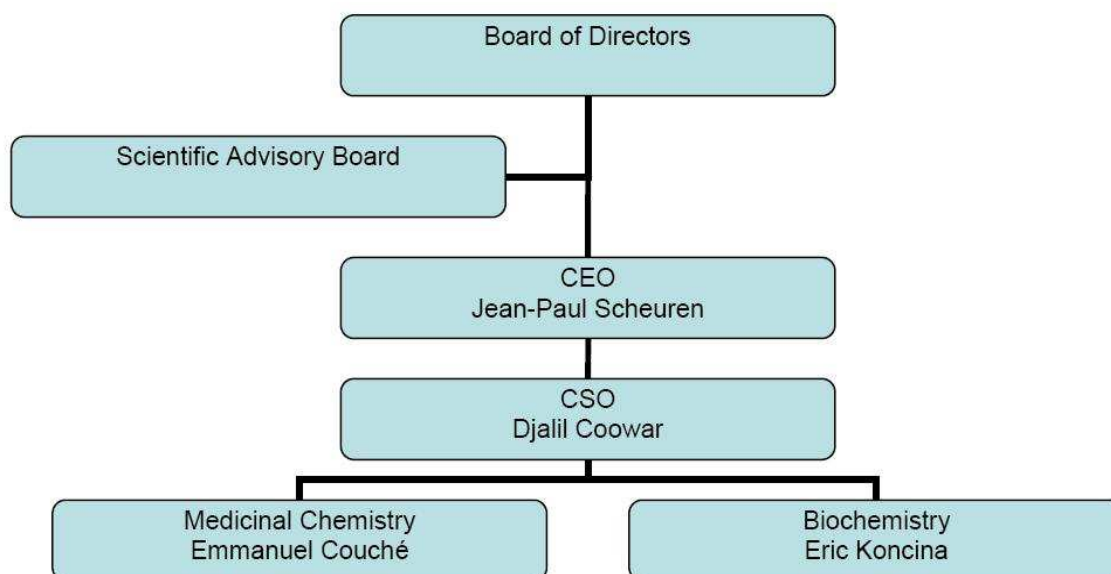 Board of Directors
Scientific Advisory Board
CEO
Jean-Paul Scheuren
CSO
Djalil Coowar
Medicinal Chemistry
Emmanuel Couché
Biochemistry
Eric Koncina